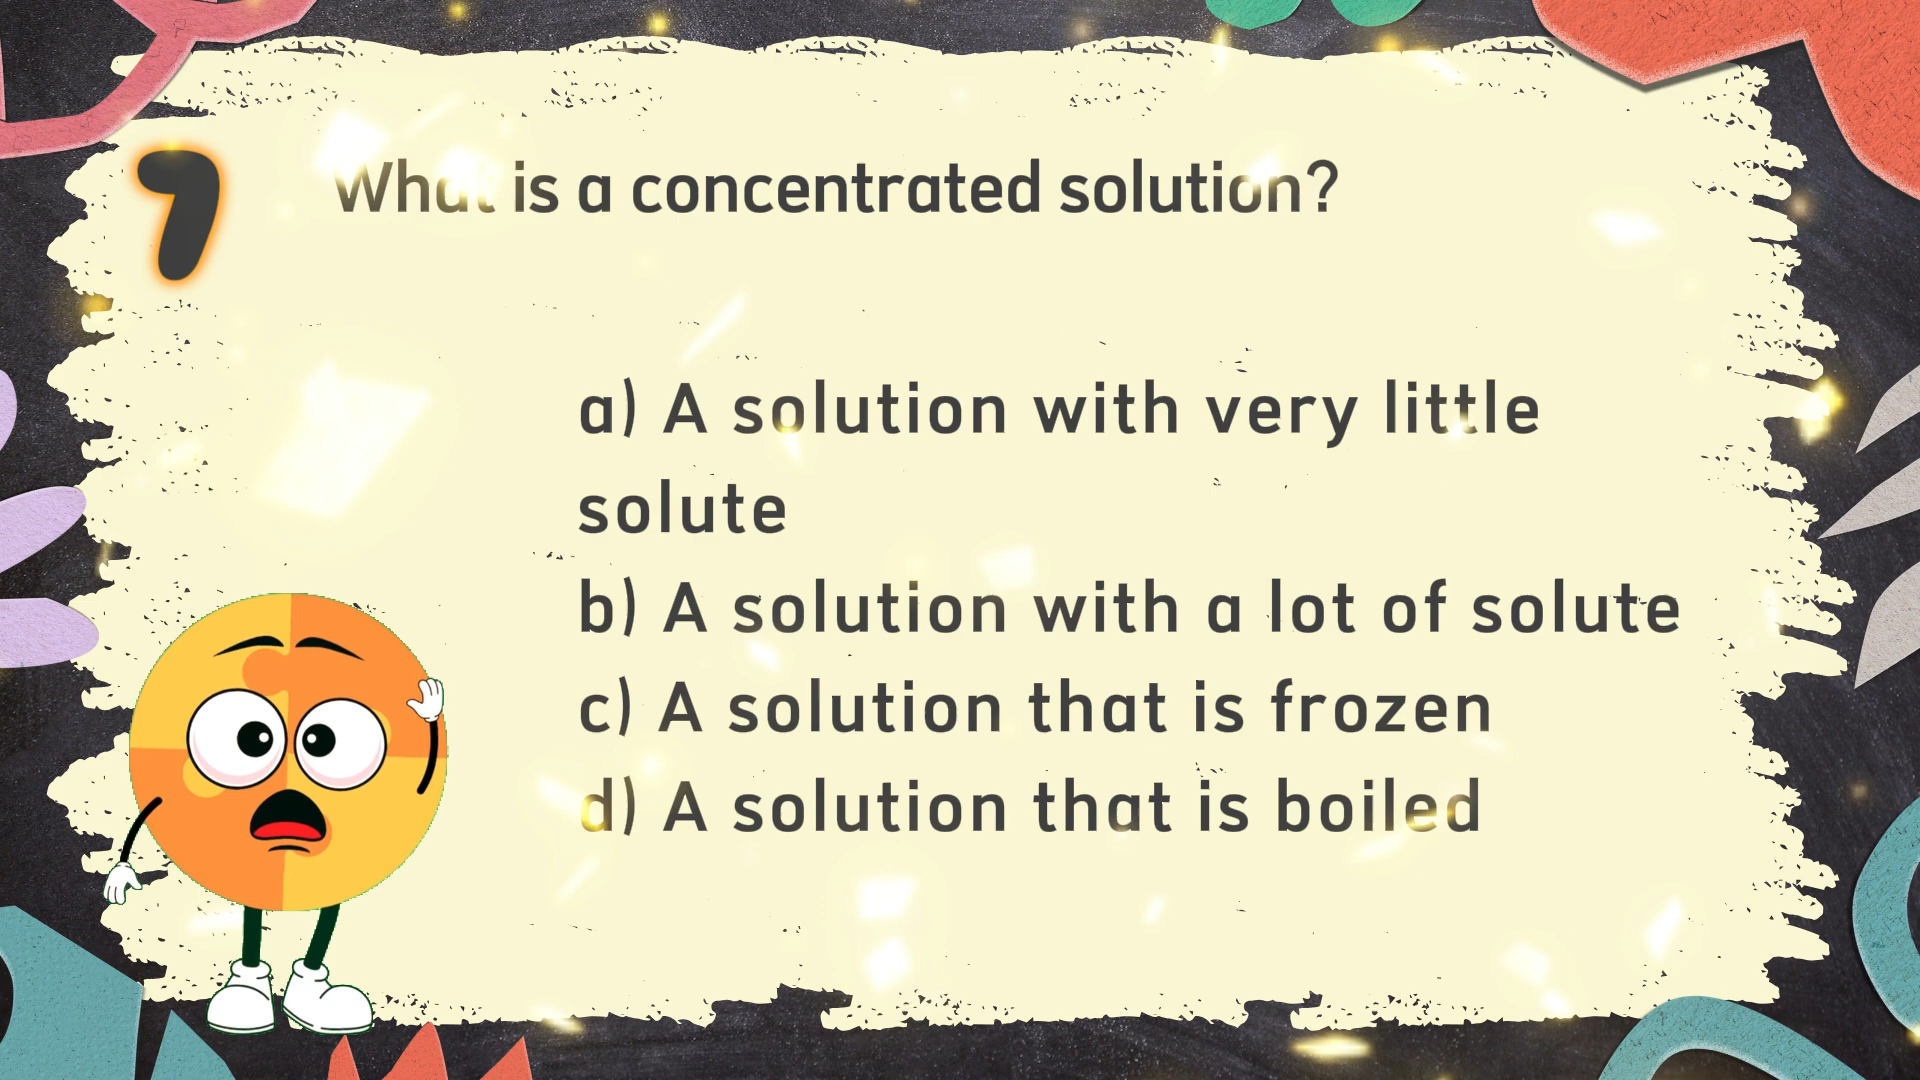 7
What is a concentrated solution?
a) A solution with very little
solute
b) A solution with a lot of solute
c) A solution that is frozen
d) A solution that is boiled